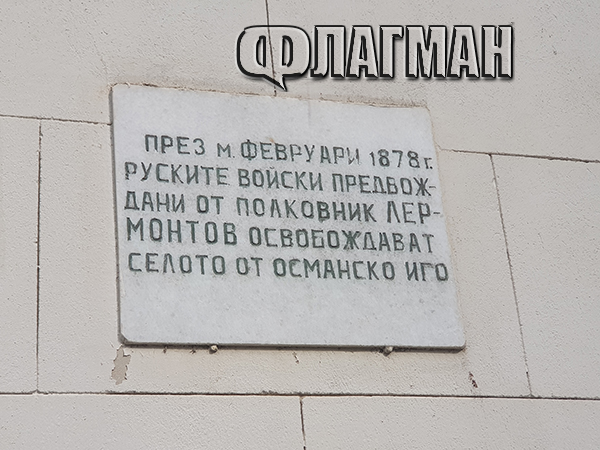 ФЛАГМАН
ПРЕЗ м. ФЕВРУАРИ 1878 г.
РУСКИТЕ ВОЙСКИ ПРЕДВОЖ-
ДАНИ ОТ ПОЛКОВНИК ЛЕР-
МОНТОВ ОСВОБОЖДАВАТ
СЕЛОТО ОТ ОСМАНСКО ИГО